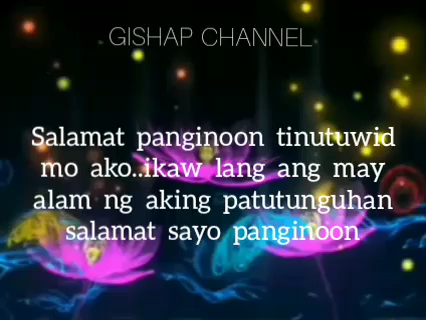 GISHAP CHANNEL
Salamat panginoon tinutuwid
mo ako..ikaw lang ang may
alam ng aking patutunguhan
salamat sayo panginoon